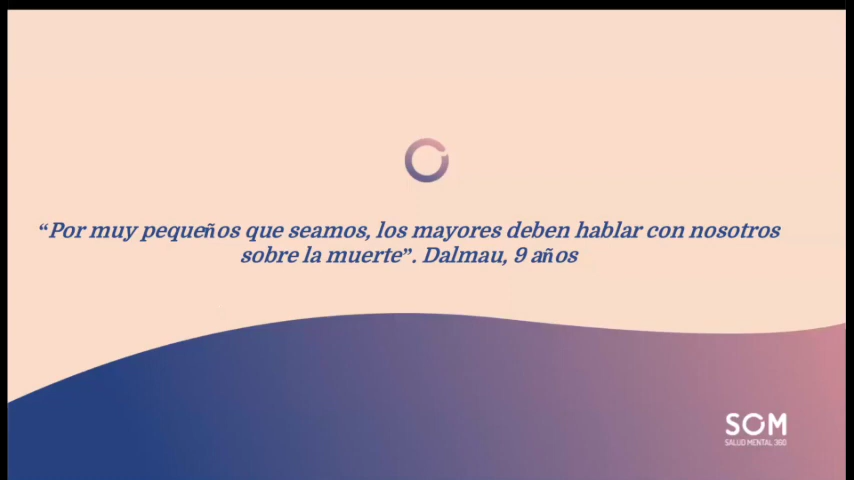 “Por muy pequeños que seamos, los mayores deben hablar con nosotros
sobre la muerte”. Dalmau, 9 años
SOM
SALUD MENTAL 360